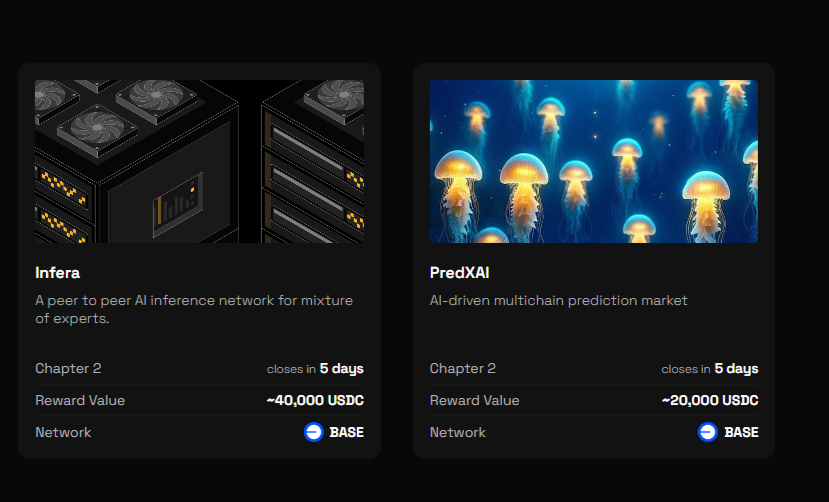 Infera
A peer to peer AI inference network for mixture
of experts.
Chapter 2 closes in 5 days
Reward Value ~40,000 USDC
Network BASE
PredXAI
AI-driven multichain prediction market
Chapter 2 closes in 5 days
Reward Value ~20,000 USDC
Network BASE